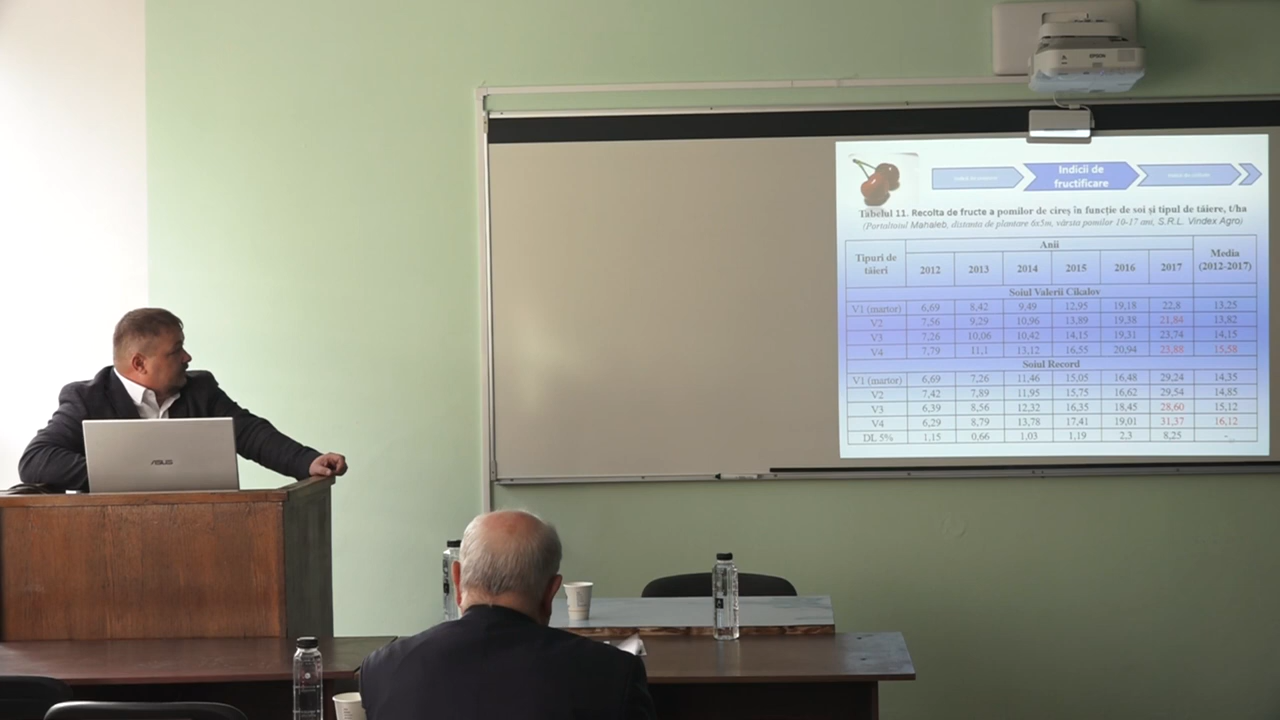 EPSON
Indicii de
fructificare
Tabelul 11. Recolta de fructe a pomilor de cireș în funcție de soi și tipul de tăiere, t/ha
(Portaltoiul Mahaleb, distanta de plantare 6x5m, vârsta pomilor 10-17 ani, S.R.L. Vindex Agro)
Tipuri de tăieri Anii Media (2012-2017)
2012 2013 2014 2015 2016 2017
Soiul Valerii Cikalov
V1 (martor) 6,69 8,42 9,49 12,95 19,18 22,8 13,25
V2 7,56 9,29 10,96 13,89 19,38 21,84 13,82
V3 7,26 10,06 10,42 14,15 19,31 23,74 14,15
V4 7,79 11,1 13,12 16,55 20,94 23,88 15,58
Soiul Record
V1 (martor) 6,69 7,26 11,46 15,05 16,48 29,24 14,35
V2 7,42 7,89 11,95 15,75 16,62 29,54 14,85
V3 6,39 8,56 12,32 16,35 18,45 28,60 15,12
V4 6,29 8,79 13,78 17,41 19,01 31,37 16,12
DL 5% 1,15 0,66 1,03 1,19 2,3 8,25 -
ASUS